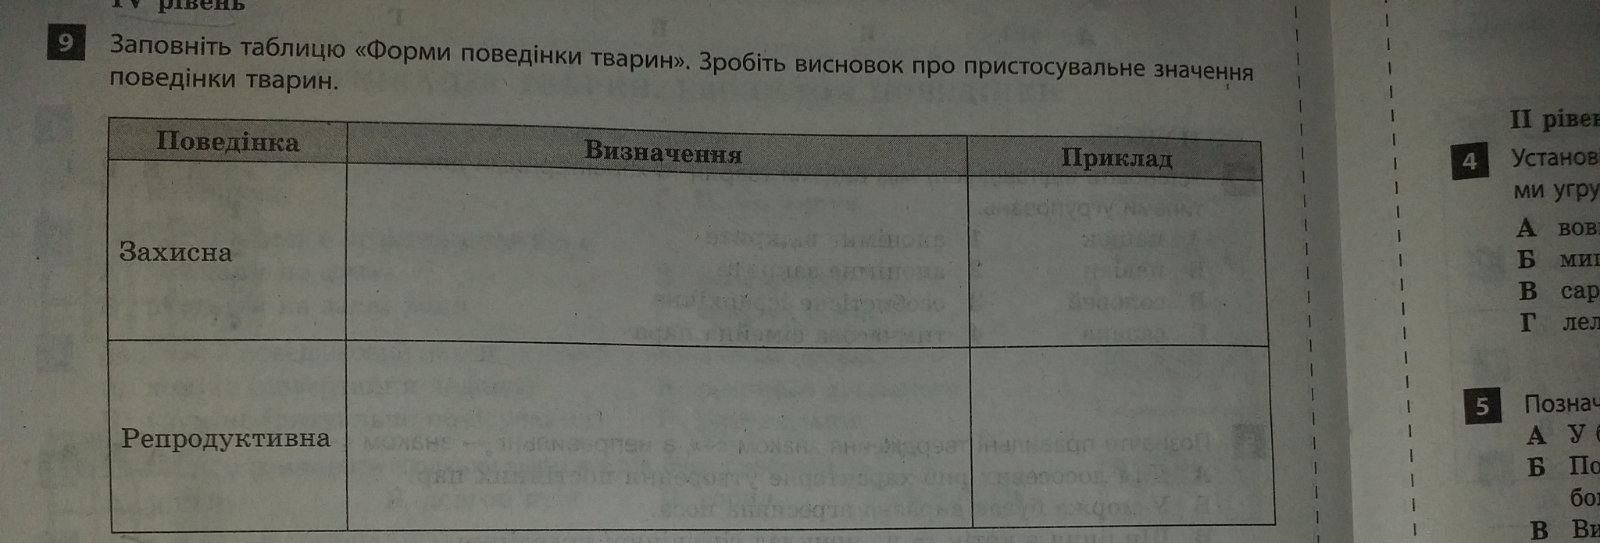 IV рівень
9 Заповніть таблицю «Форми поведінки тварин». Зробіть висновок про пристосувальне значення
поведінки тварин.
Поведінка Визначення Приклад
Захисна
Репродуктивна
II рівен
4 Установ
ми угру
А вов
Б ми
В сар
Г лел
5 Познач
А У
Б По
бо
В Ви